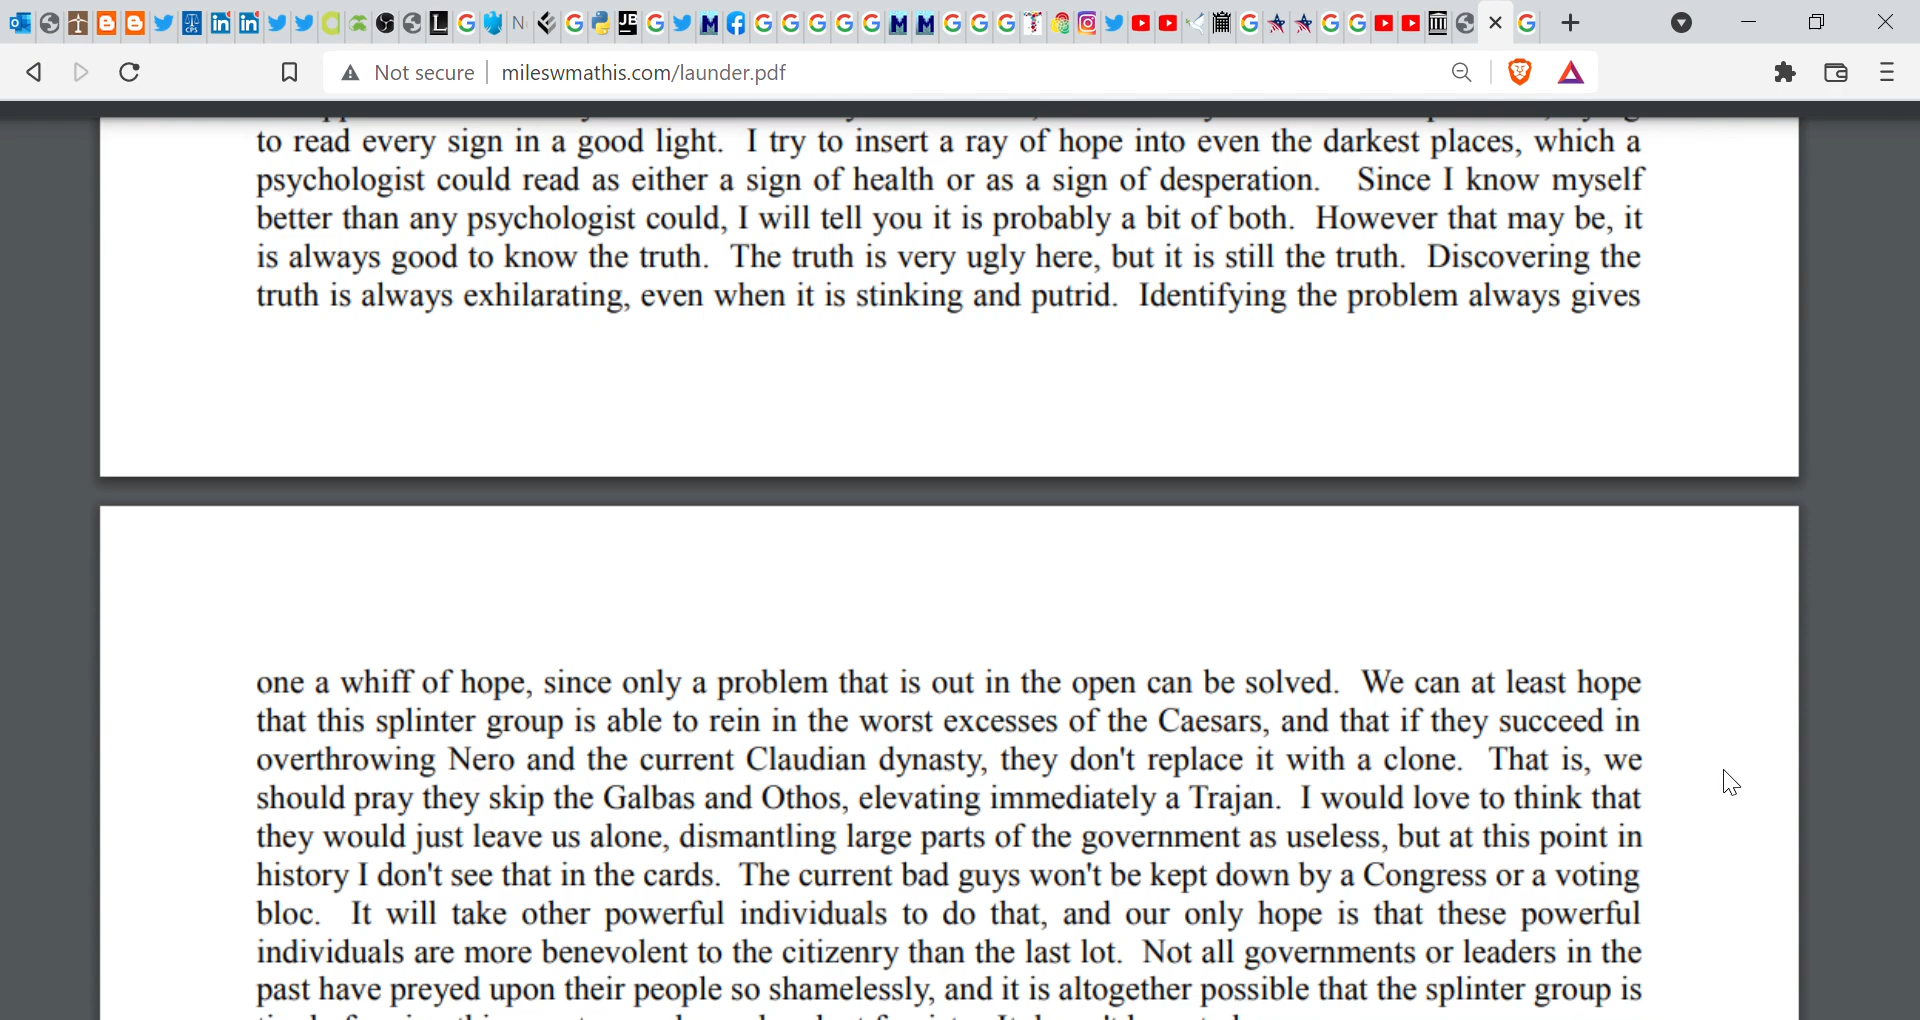 Not secure
mileswmathis.com/launder.pdf
to read every sign in a good light. I try to insert a ray of hope into even the darkest places, which a
psychologist could read as either a sign of health or as a sign of desperation. Since I know myself
better than any psychologist could, I will tell you it is probably a bit of both. However that may be, it
is always good to know the truth. The truth is very ugly here, but it is still the truth. Discovering the
truth is always exhilarating, even when it is stinking and putrid. Identifying the problem always gives
one a whiff of hope, since only a problem that is out in the open can be solved. We can at least hope
that this splinter group is able to rein in the worst excesses of the Caesars, and that if they succeed in
overthrowing Nero and the current Claudian dynasty, they don't replace it with a clone. That is, we
should pray they skip the Galbas and Othos, elevating immediately a Trajan. I would love to think that
they would just leave us alone, dismantling large parts of the government as useless, but at this point in
history I don't see that in the cards. The current bad guys won't be kept down by a Congress or a voting
bloc. It will take other powerful individuals to do that, and our only hope is that these powerful
individuals are more benevolent to the citizenry than the last lot. Not all governments or leaders in the
past have preyed upon their people so shamelessly, and it is altogether possible that the splinter group is